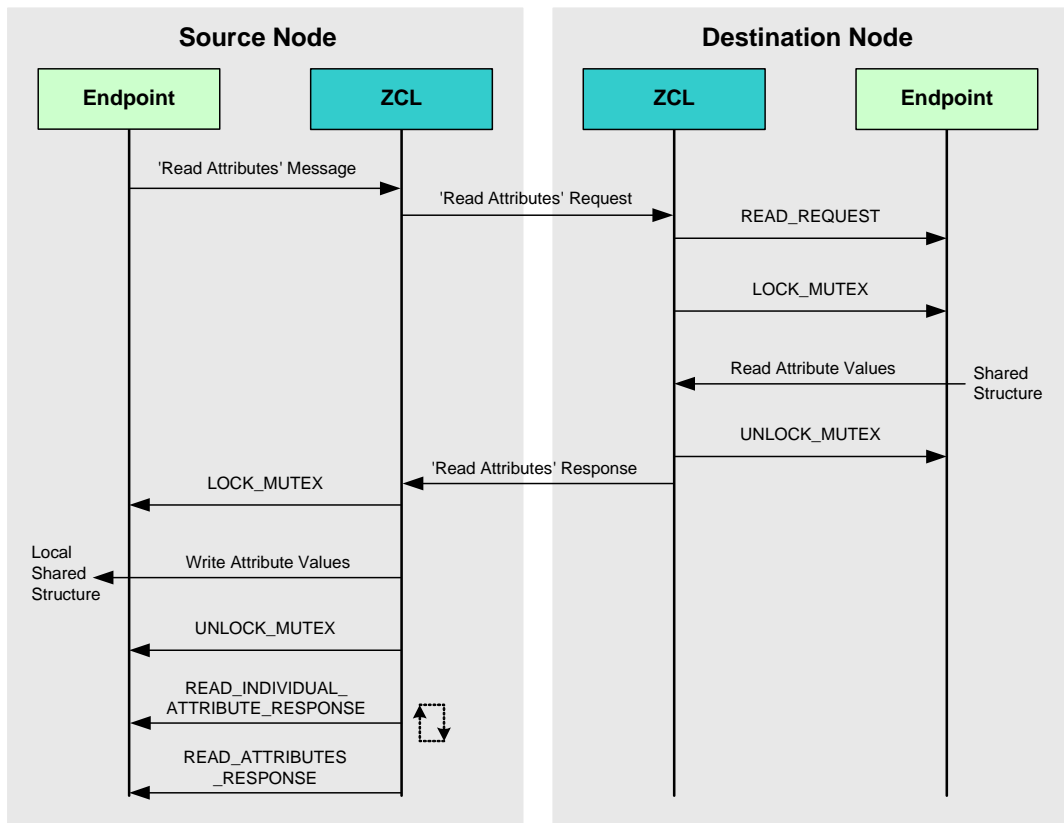 Source Node
Destination Node
Endpoint
ZCL
ZCL
Endpoint
'Read Attributes' Message
'Read Attributes' Request
READ_REQUEST
LOCK_MUTEX
Read Attribute Values
Shared
Structure
UNLOCK_MUTEX
'Read Attributes' Response
LOCK_MUTEX
Local
Shared
Structure
Write Attribute Values
UNLOCK_MUTEX
READ_INDIVIDUAL_
ATTRIBUTE_RESPONSE
READ_ATTRIBUTES
_RESPONSE